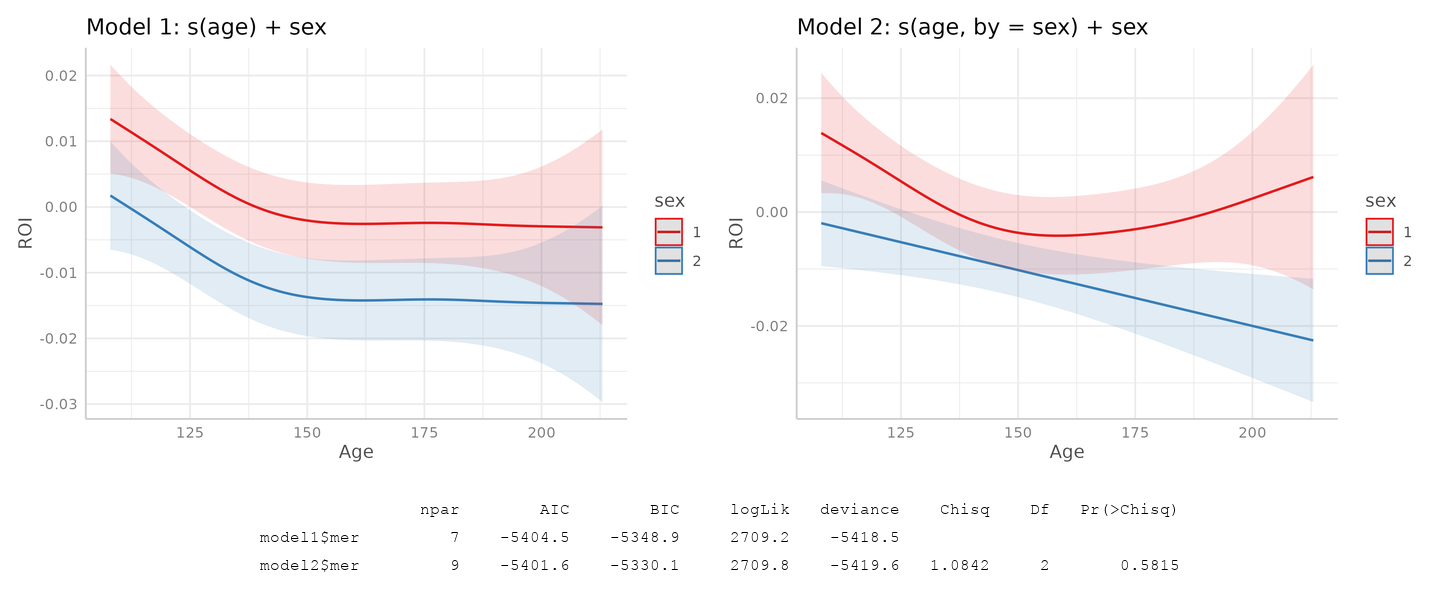 Model 1: s(age) + sex
0.02
0.01
0.00
-0.01
-0.02
-0.03
ROI
125 150 175 200
Age
sex
1
2
Model 2: s(age, by = sex) + sex
0.02
0.00
-0.02
ROI
125 150 175 200
Age
sex
1
2
npar AIC BIC logLik deviance Chisq Df Pr(>Chisq)
model1$mer 7 -5404.5 -5348.9 2709.2 -5418.5
model2$mer 9 -5401.6 -5330.1 2709.8 -5419.6 1.0842 2 0.5815